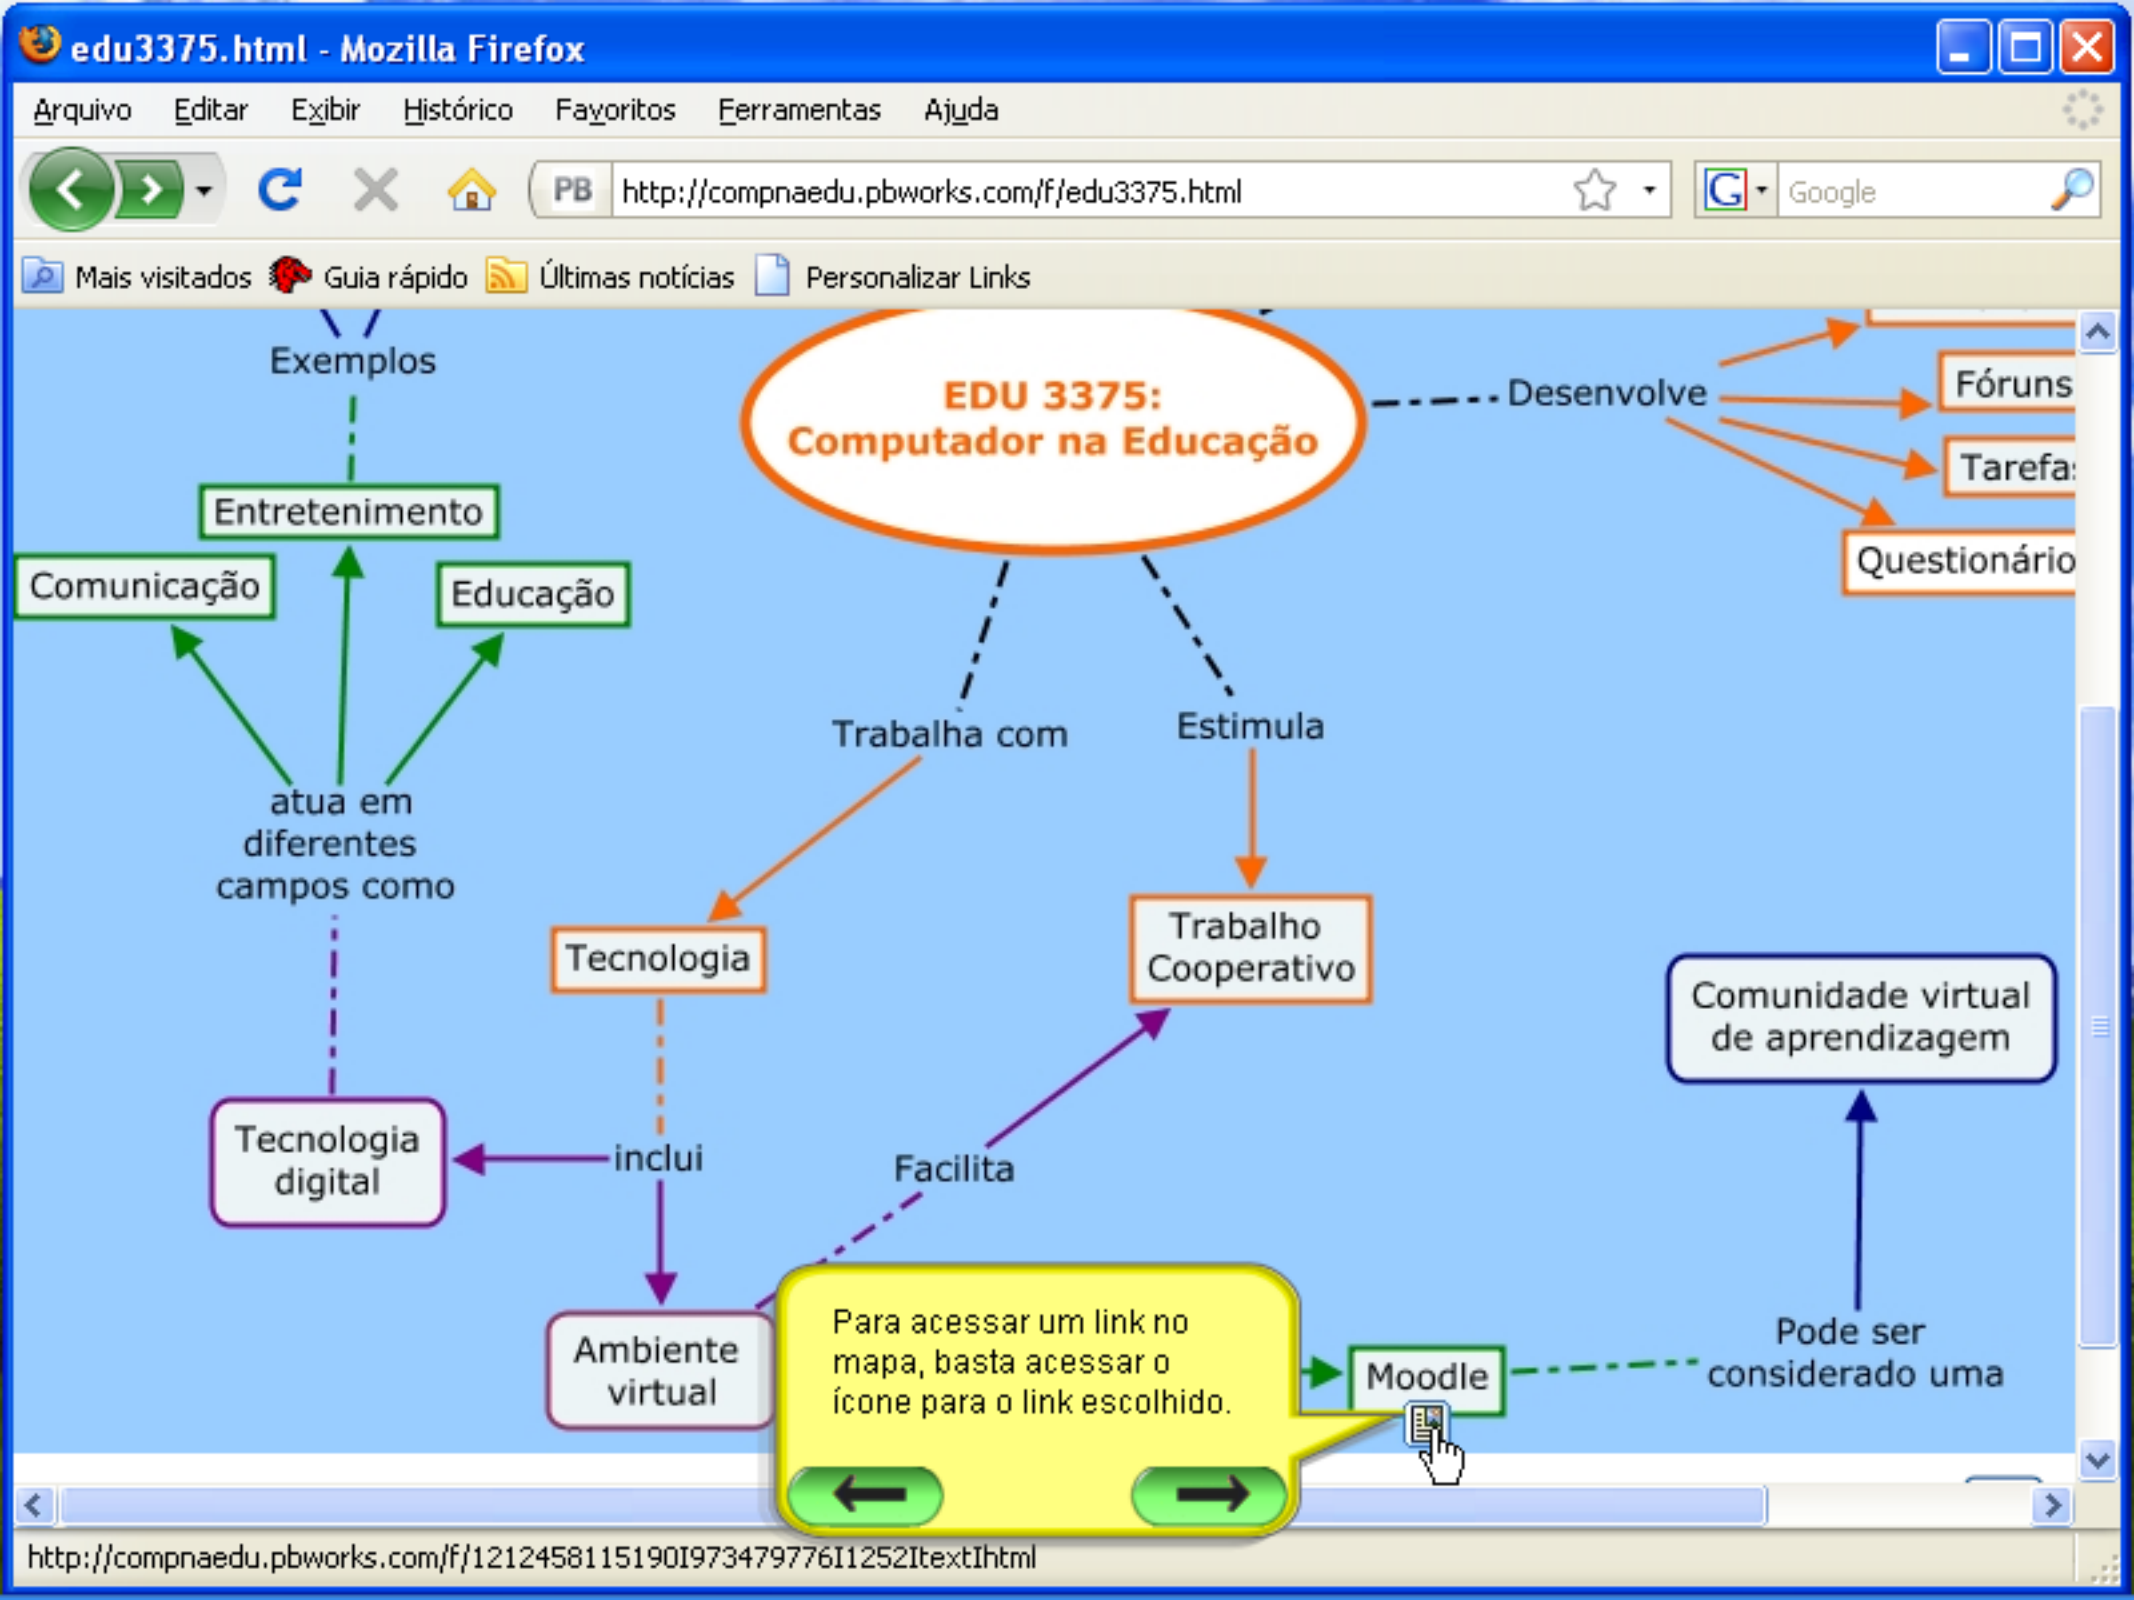 edu3375.html - Mozilla Firefox
Arquivo Editar Exibir Histórico Favoritos Ferramentas Ajuda
PB http://compnaedu.pbworks.com/f/edu3375.html G Google
Mais visitados Guia rápido Últimas notícias Personalizar Links
Exemplos
EDU 3375:
Computador na Educação
Desenvolve
Fóruns
Tarefas
Questionário
Entretenimento
Comunicação
Educação
Trabalha com
Estimula
atua em
diferentes
campos como
Tecnologia
Trabalho
Cooperativo
Comunidade virtual
de aprendizagem
Tecnologia
digital
inclui
Facilita
Ambiente
virtual
Para acessar um link no
mapa, basta acessar o
ícone para o link escolhido.
Moodle
Pode ser
considerado uma
http://compnaedu.pbworks.com/f/1212458115190I973479776I1252ItextIhtml